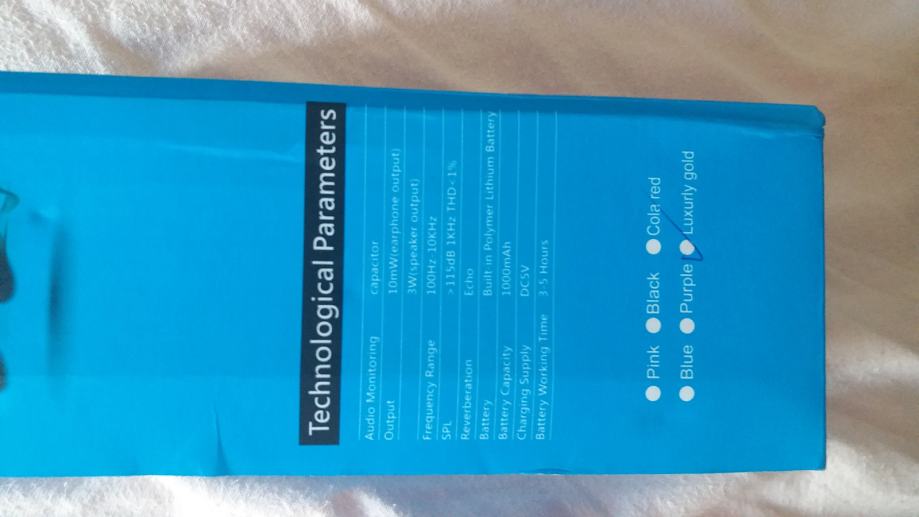 Technological Parameters
Audio Monitoring capacitor
Output 10mW(earphone output)
3W(speaker output)
Frequency Range 100Hz-10KHz
SPL >115dB 1KHz THD<1%
Reverberation Echo
Battery Built in Polymer Lithium Battery
Battery Capacity 1000mAh
Charging Supply DC5V
Battery Working Time 3-5 Hours
Pink Black Cola red
Blue Purple Luxurly gold